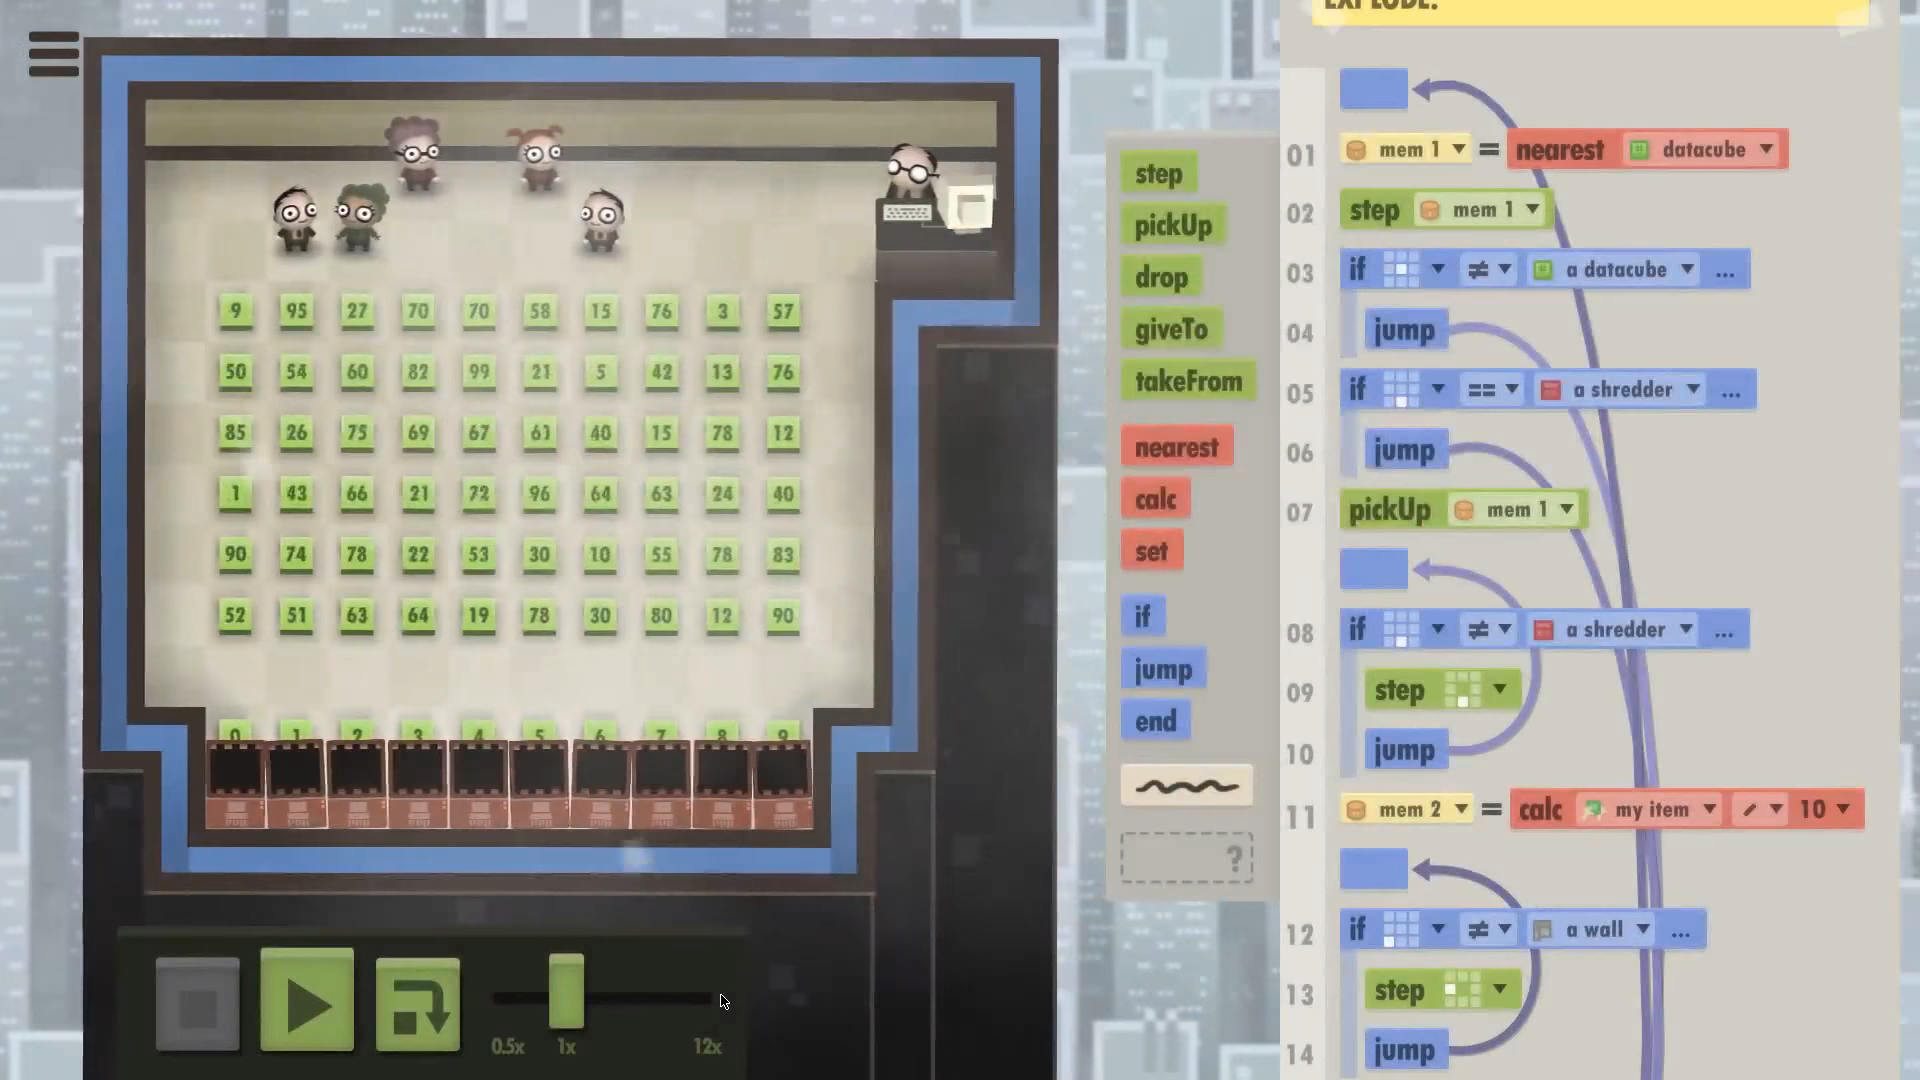 EXPLODE.
01 mem 1 = nearest datacube
02 step mem 1
03 if ≠ a datacube ...
04 jump
05 if == a shredder ...
06 jump
07 pickUp mem 1
08 if ≠ a shredder ...
09 step
10 jump
11 mem 2 = calc my item / 10
12 if ≠ a wall ...
13 step
14 jump
step
pickUp
drop
giveTo
takeFrom
nearest
calc
set
if
jump
end
?
9 95 27 70 70 58 15 76 3 57
50 54 60 82 99 21 5 42 13 76
85 26 75 69 67 61 40 15 78 12
1 43 66 21 72 96 64 63 24 40
90 74 78 22 53 30 10 55 78 83
52 51 63 64 19 78 30 80 12 90
0 1 2 3 4 5 6 7 8 9
0.5x 1x 12x